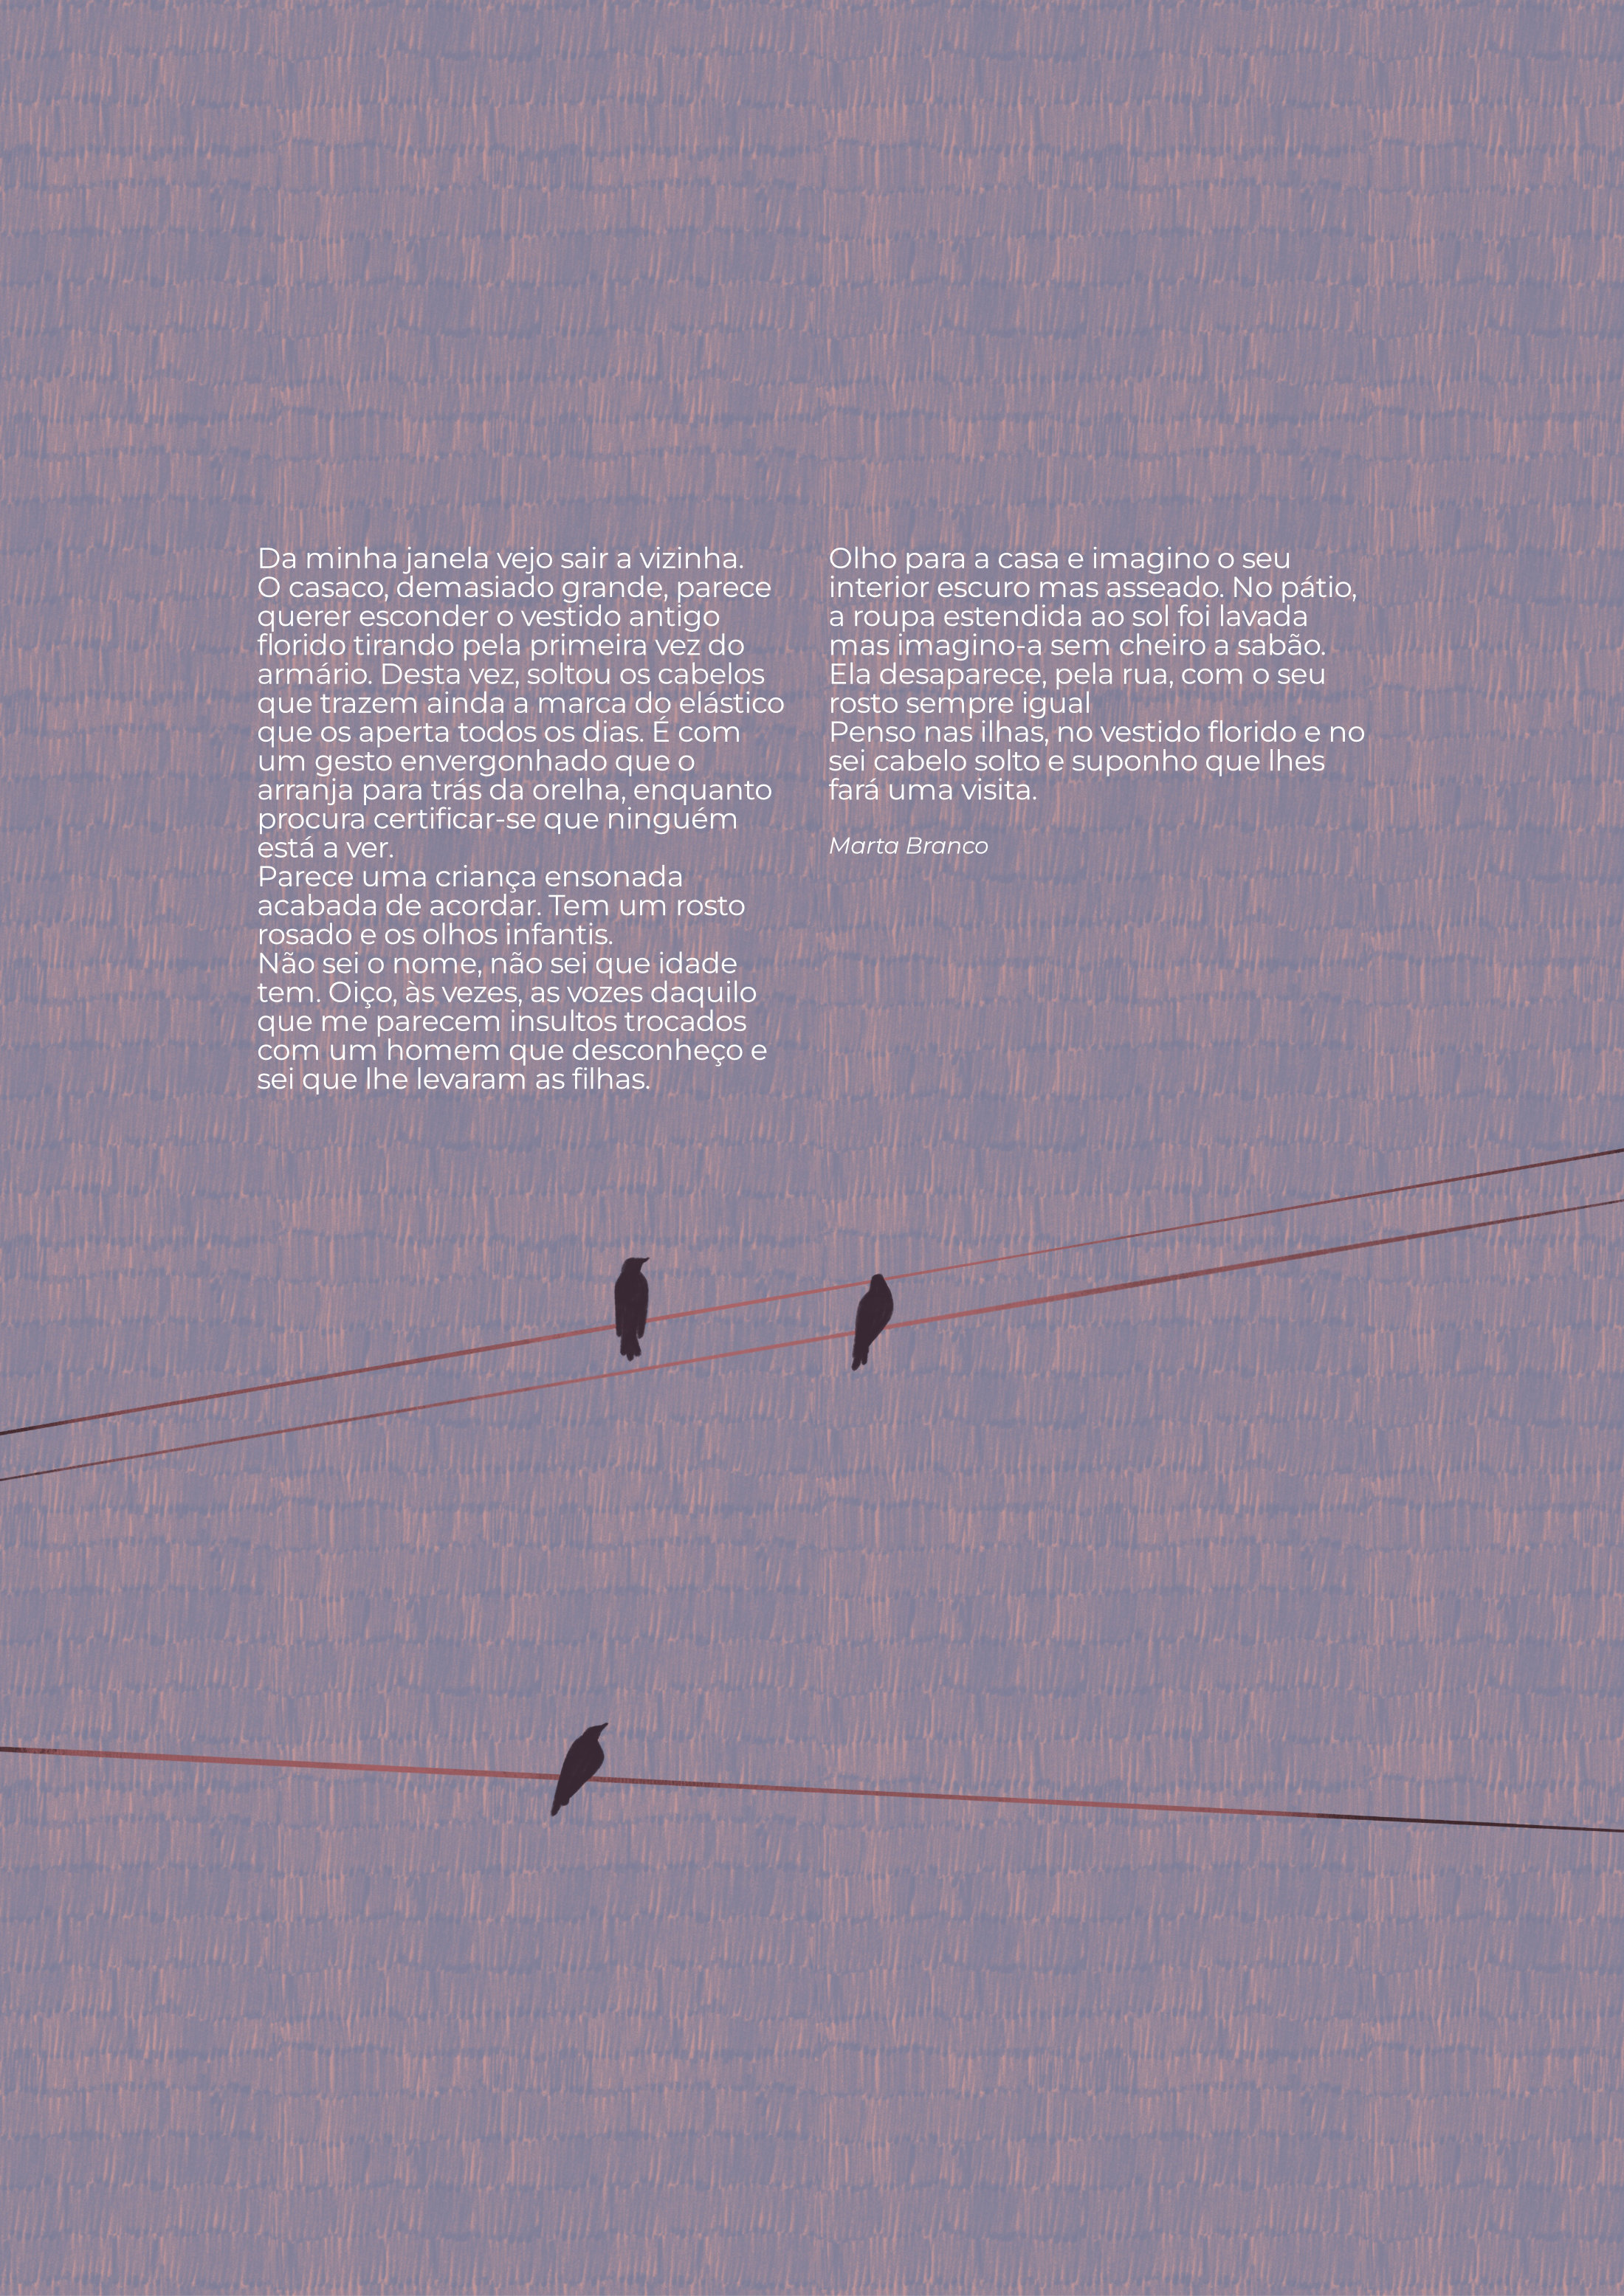 Da minha janela vejo sair a vizinha.
O casaco, demasiado grande, parece
querer esconder o vestido antigo
florido tirando pela primeira vez do
armário. Desta vez, soltou os cabelos
que trazem ainda a marca do elástico
que os aperta todos os dias. É com
um gesto envergonhado que o
arranja para trás da orelha, enquanto
procura certificar-se que ninguém
está a ver.
Parece uma criança ensonada
acabada de acordar. Tem um rosto
rosado e os olhos infantis.
Não sei o nome, não sei que idade
tem. Oiço, às vezes, as vozes daquilo
que me parecem insultos trocados
com um homem que desconheço e
sei que lhe levaram as filhas.
Olho para a casa e imagino o seu
interior escuro mas asseado. No pátio,
a roupa estendida ao sol foi lavada
mas imagino-a sem cheiro a sabão.
Ela desaparece, pela rua, com o seu
rosto sempre igual
Penso nas ilhas, no vestido florido e no
sei cabelo solto e suponho que lhes
fará uma visita.
Marta Branco